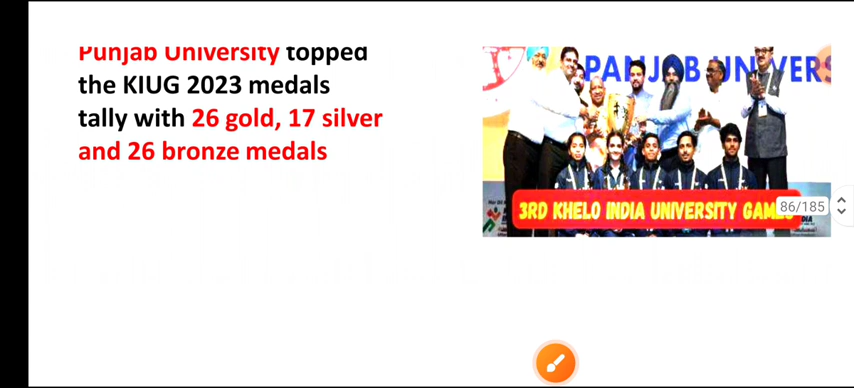 Punjab University topped
the KIUG 2023 medals
tally with 26 gold, 17 silver
and 26 bronze medals
PANJAB UNIVERS
3RD KHELO INDIA UNIVERSITY GAMES
86/185